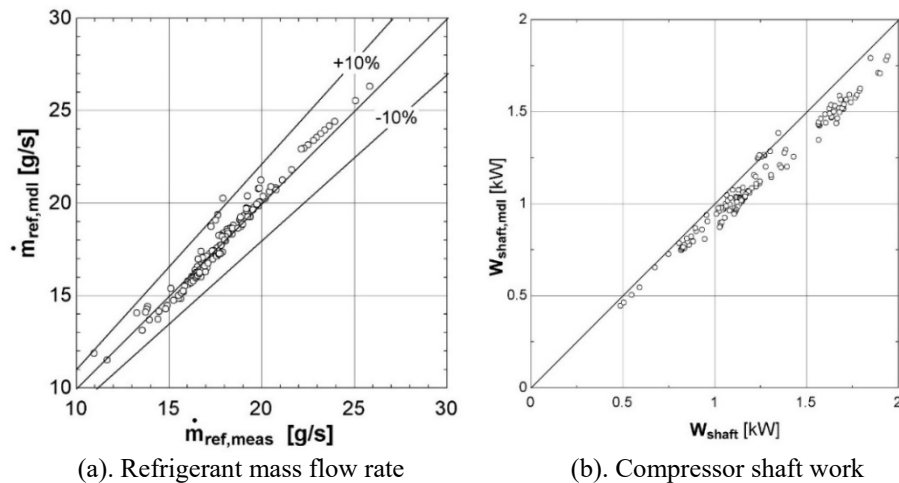 30
25
20
15
10
ṁref,mdl [g/s]
+10%
-10%
10 15 20 25 30
ṁref,meas [g/s]
(a). Refrigerant mass flow rate
2
1.5
1
0.5
0
Wshaft,mdl [kW]
0 0.5 1 1.5 2
Wshaft [kW]
(b). Compressor shaft work